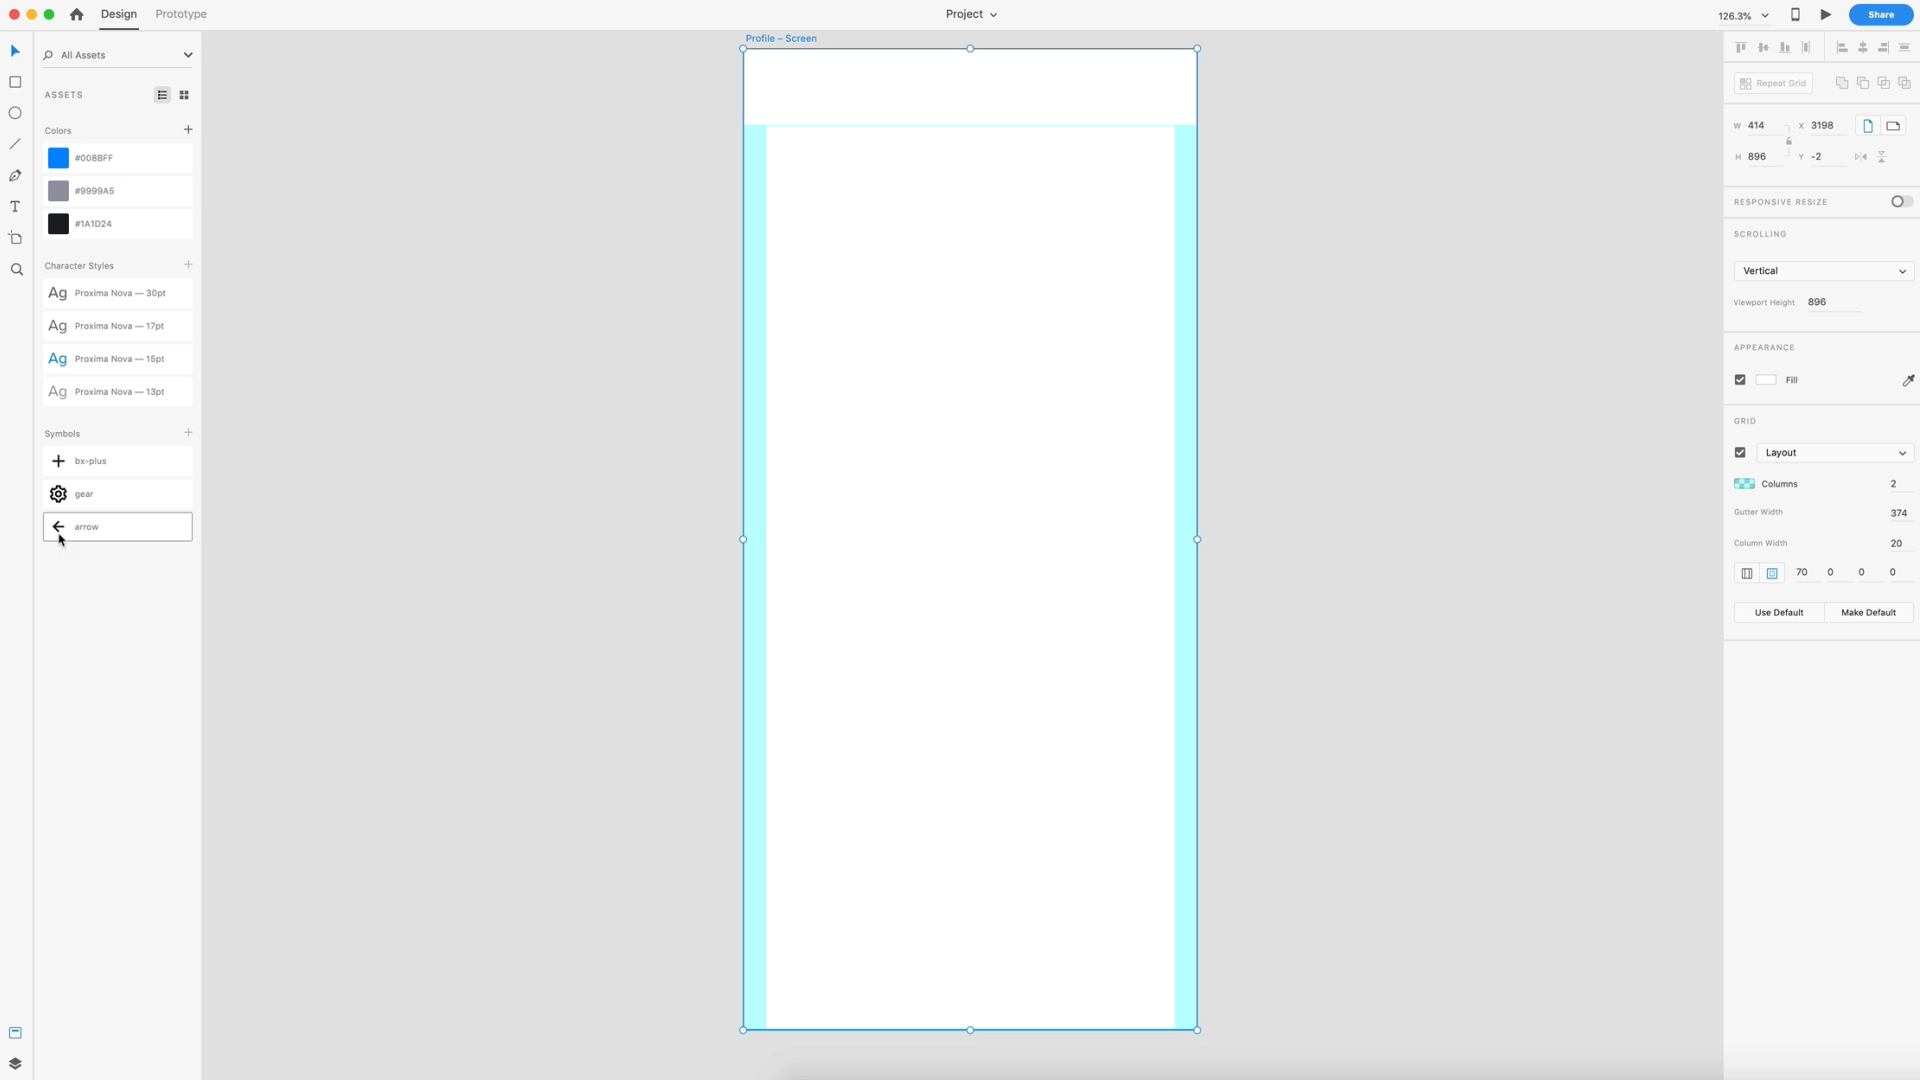 Design Prototype Project 126.3% Share
All Assets
Profile – Screen
ASSETS
Repeat Grid
Colors +
W 414 X 3198
#008BFF
H 896 Y -2
#9999A5
RESPONSIVE RESIZE
#1A1D24
SCROLLING
Character Styles +
Vertical
Ag Proxima Nova — 30pt
Viewport Height 896
Ag Proxima Nova — 17pt
APPEARANCE
Ag Proxima Nova — 15pt
Fill
Ag Proxima Nova — 13pt
GRID
Symbols +
Layout
bx-plus
Columns 2
gear
Gutter Width 374
arrow
Column Width 20
70 0 0 0
Use Default Make Default